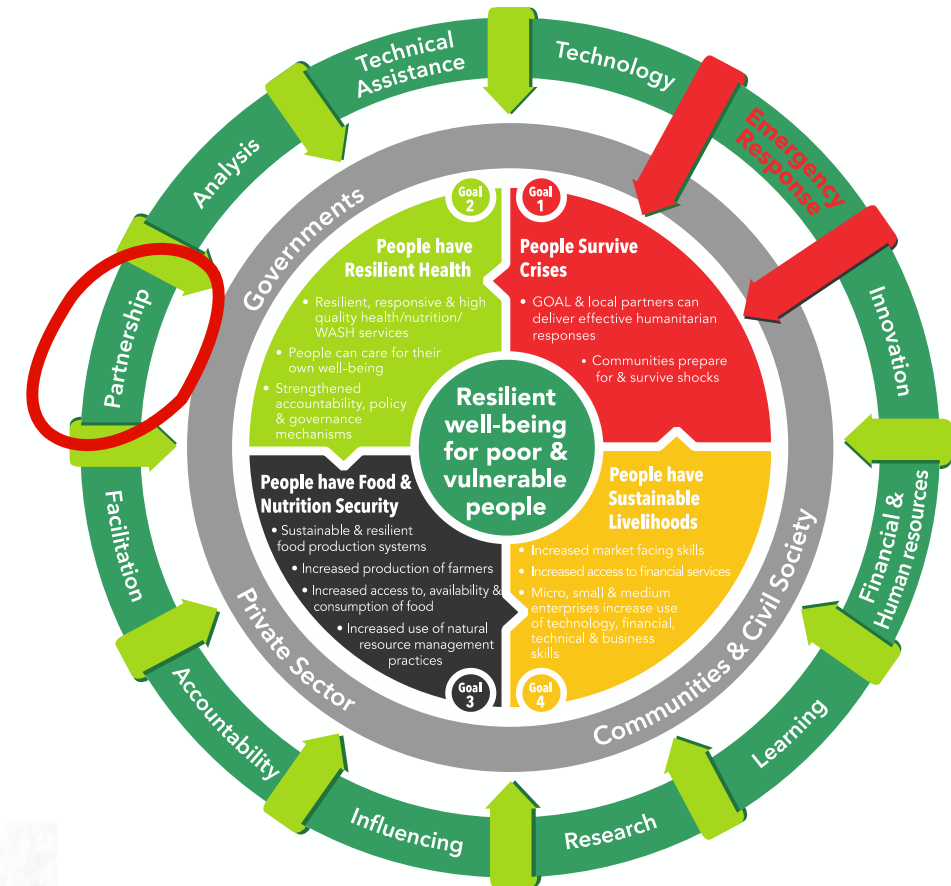 Technical
Assistance
Technology
Emergency
Response
Innovation
Financial &
Human resources
Learning
Research
Influencing
Accountability
Facilitation
Partnership
Analysis
Governments
Communities & Civil Society
Private Sector
Goal
2
People have
Resilient Health
• Resilient, responsive & high
quality health/nutrition/
WASH services
• People can care for their
own well-being
• Strengthened
accountability, policy
& governance
mechanisms
Goal
1
People Survive
Crises
• GOAL & local partners can
deliver effective humanitarian
responses
• Communities prepare
for & survive shocks
Resilient
well-being
for poor &
vulnerable
people
People have Food &
Nutrition Security
• Sustainable & resilient
food production systems
• Increased production of farmers
• Increased access to, availability &
consumption of food
• Increased use of natural
resource management
practices
Goal
3
People have
Sustainable
Livelihoods
• Increased market facing skills
• Increased access to financial services
• Micro, small & medium
enterprises increase use
of technology, financial,
technical & business
skills
Goal
4